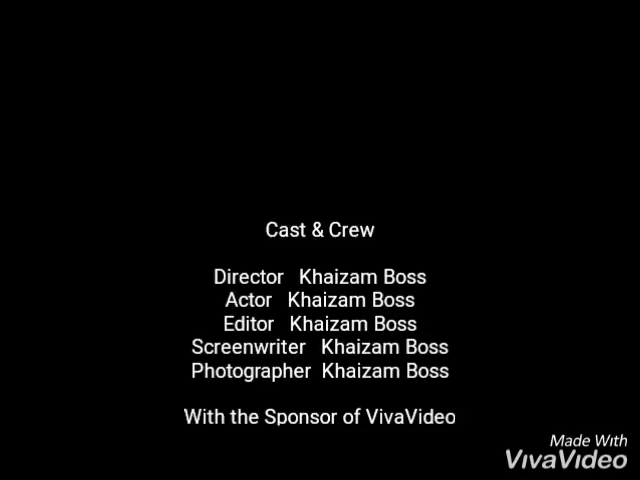 Cast & Crew
Director Khaizam Boss
Actor Khaizam Boss
Editor Khaizam Boss
Screenwriter Khaizam Boss
Photographer Khaizam Boss
With the Sponsor of VivaVideo
Made With
VivaVideo